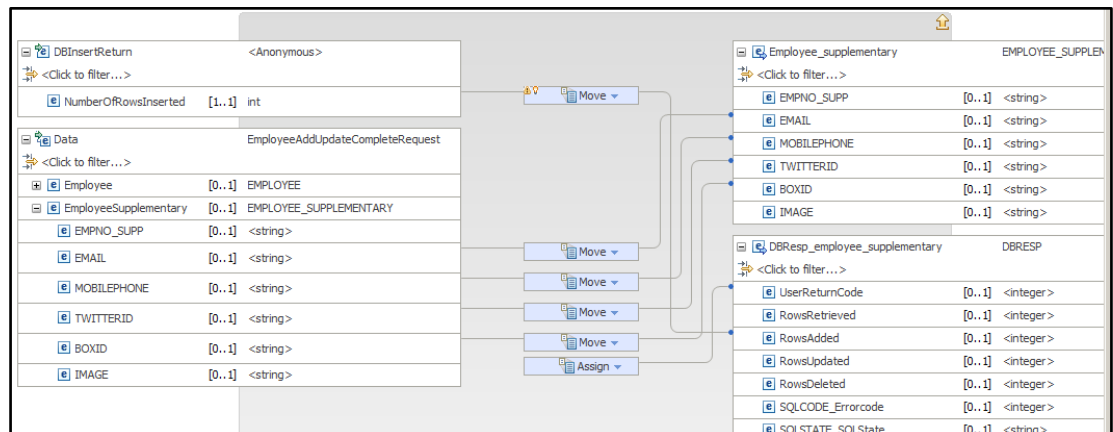 DBInsertReturn <Anonymous>
<Click to filter...>
NumberOfRowsInserted [1..1] int
Data EmployeeAddUpdateCompleteRequest
<Click to filter...>
Employee [0..1] EMPLOYEE
EmployeeSupplementary [0..1] EMPLOYEE_SUPPLEMENTARY
EMPNO_SUPP [0..1] <string>
EMAIL [0..1] <string>
MOBILEPHONE [0..1] <string>
TWITTERID [0..1] <string>
BOXID [0..1] <string>
IMAGE [0..1] <string>
Move
Move
Move
Move
Move
Assign
Employee_supplementary EMPLOYEE_SUPPLEM
<Click to filter...>
EMPNO_SUPP [0..1] <string>
EMAIL [0..1] <string>
MOBILEPHONE [0..1] <string>
TWITTERID [0..1] <string>
BOXID [0..1] <string>
IMAGE [0..1] <string>
DBResp_employee_supplementary DBRESP
<Click to filter...>
UserReturnCode [0..1] <integer>
RowsRetrieved [0..1] <integer>
RowsAdded [0..1] <integer>
RowsUpdated [0..1] <integer>
RowsDeleted [0..1] <integer>
SQLCODE_Errorcode [0..1] <integer>
SQLSTATE_SQLState [0..1] <string>